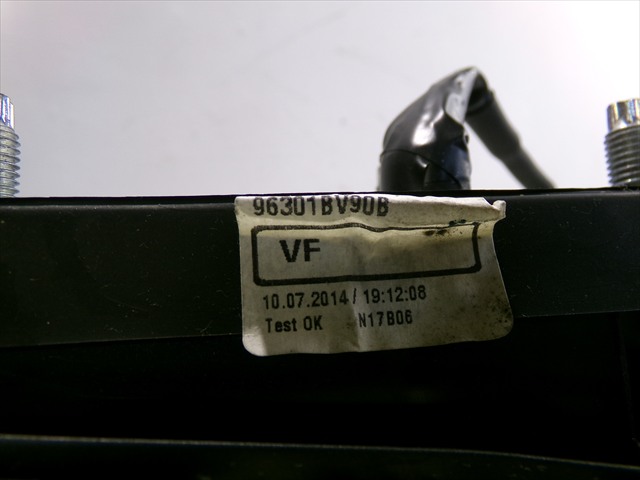 96301BV90B
VF
10.07.2014 / 19:12:08
Test OK N17B06